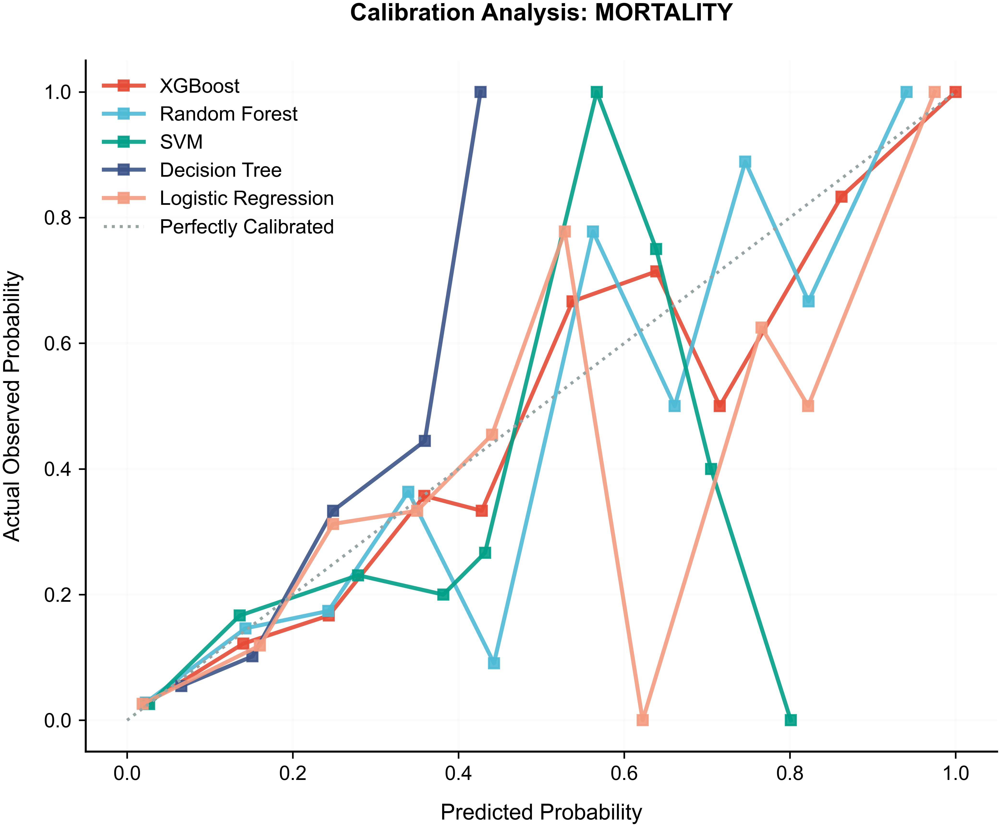 Calibration Analysis: MORTALITY
XGBoost
Random Forest
SVM
Decision Tree
Logistic Regression
Perfectly Calibrated
Actual Observed Probability
1.0
0.8
0.6
0.4
0.2
0.0
0.0 0.2 0.4 0.6 0.8 1.0
Predicted Probability